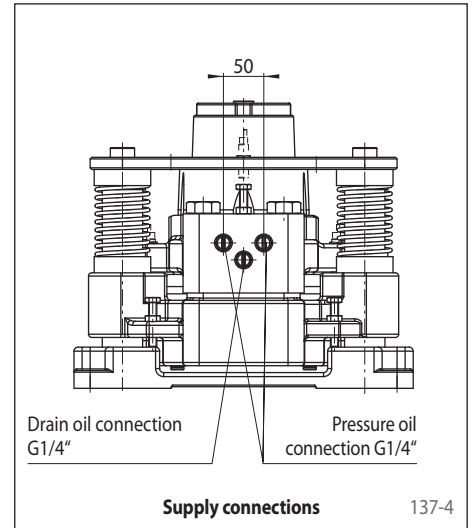 50
Drain oil connection
G1/4“
Pressure oil
connection G1/4“
Supply connections
137-4